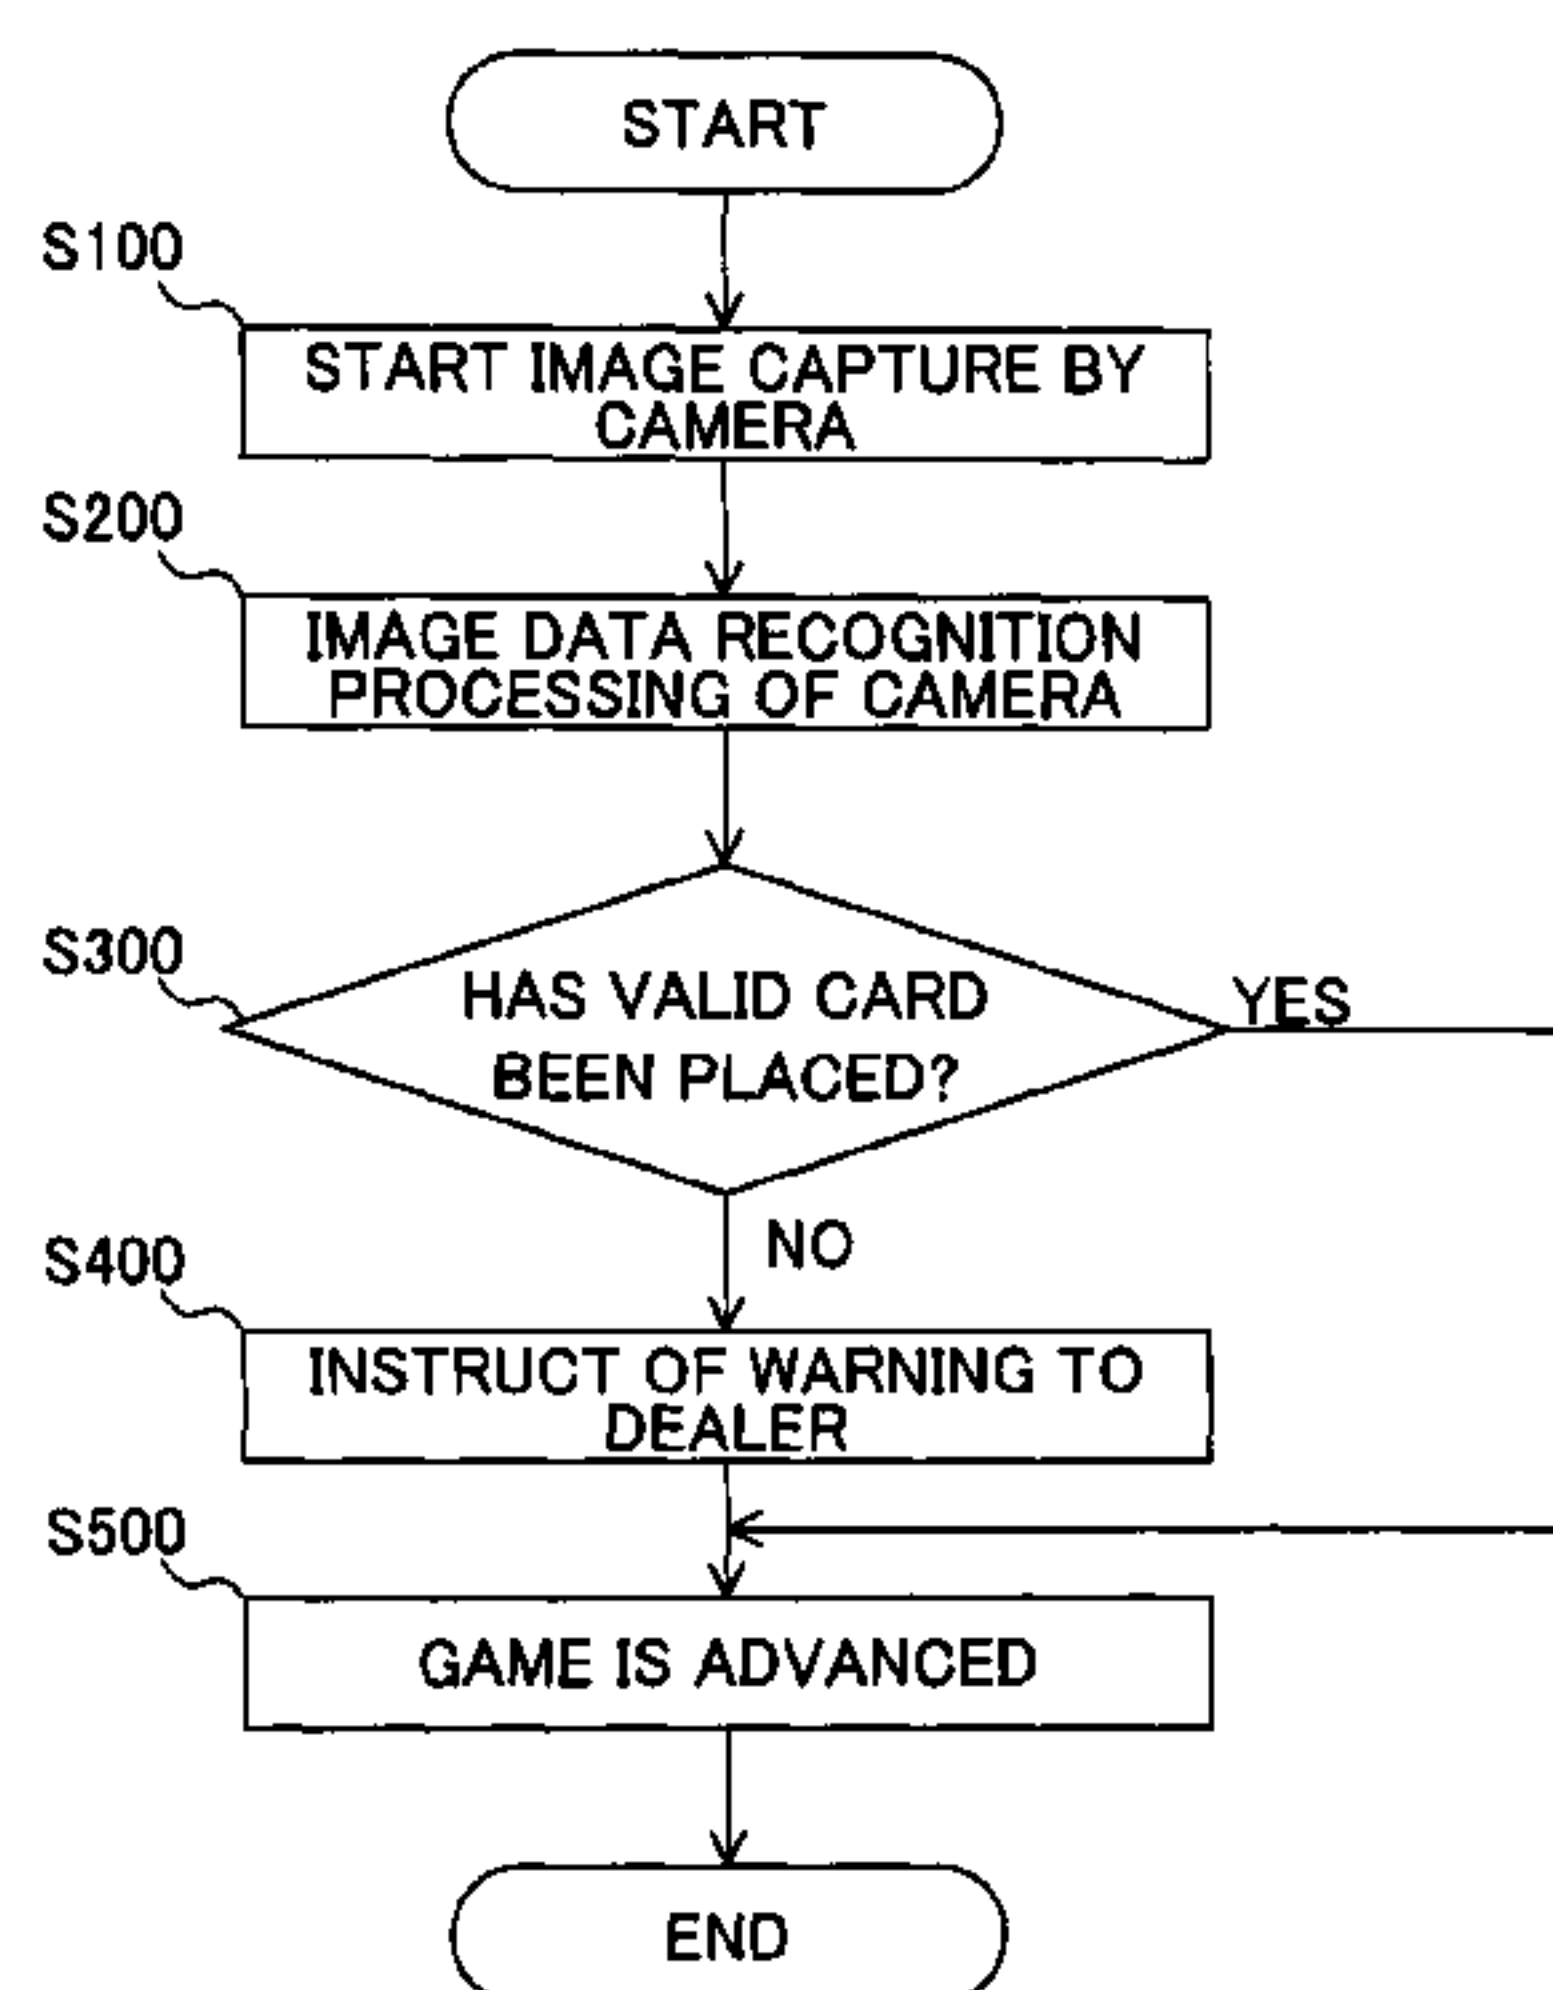 START
S100
START IMAGE CAPTURE BY
CAMERA
S200
IMAGE DATA RECOGNITION
PROCESSING OF CAMERA
S300
HAS VALID CARD
BEEN PLACED?
YES
NO
S400
INSTRUCT OF WARNING TO
DEALER
S500
GAME IS ADVANCED
END